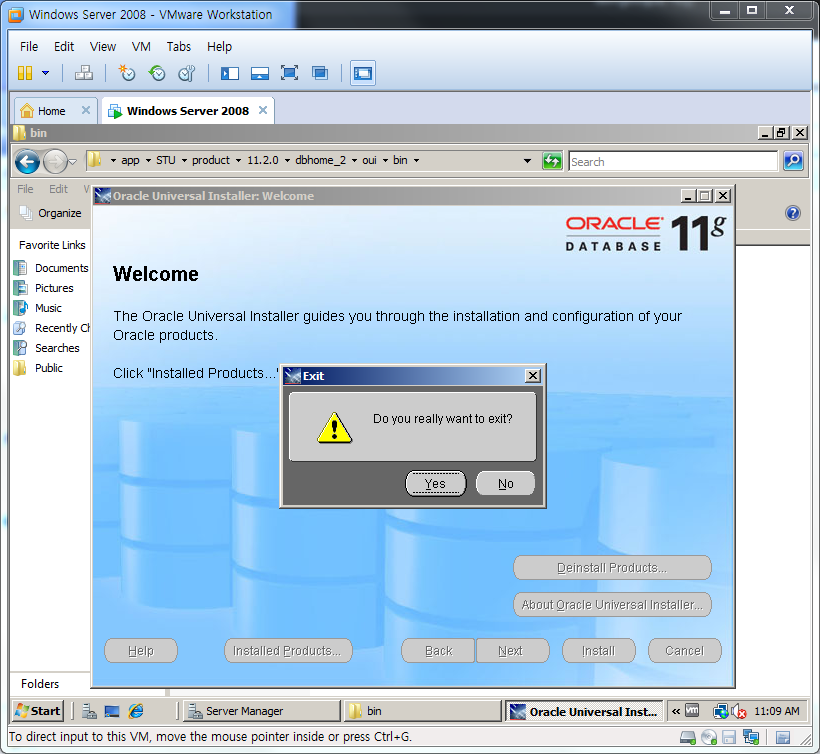 Windows Server 2008 - VMware Workstation
File Edit View VM Tabs Help
Home
Windows Server 2008
bin
app STU product 11.2.0 dbhome_2 oui bin
Search
File Edit
Organize
Favorite Links
Documents
Pictures
Music
Recently Ch
Searches
Public
Folders
Oracle Universal Installer: Welcome
ORACLE
DATABASE
11g
Welcome
The Oracle Universal Installer guides you through the installation and configuration of your
Oracle products.
Click "Installed Products..."
Exit
Do you really want to exit?
Yes No
Deinstall Products...
About Oracle Universal Installer...
Help Installed Products... Back Next Install Cancel
Start Server Manager bin Oracle Universal Inst... « vm 11:09 AM
To direct input to this VM, move the mouse pointer inside or press Ctrl+G.